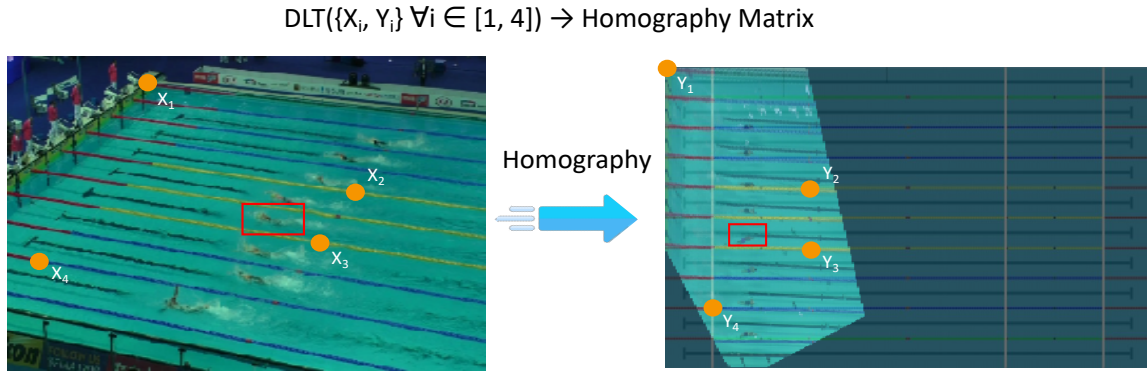 DLT({Xᵢ, Yᵢ} ∀i ∈ [1, 4]) → Homography Matrix
X₁
X₂
X₃
X₄
Homography
Y₁
Y₂
Y₃
Y₄